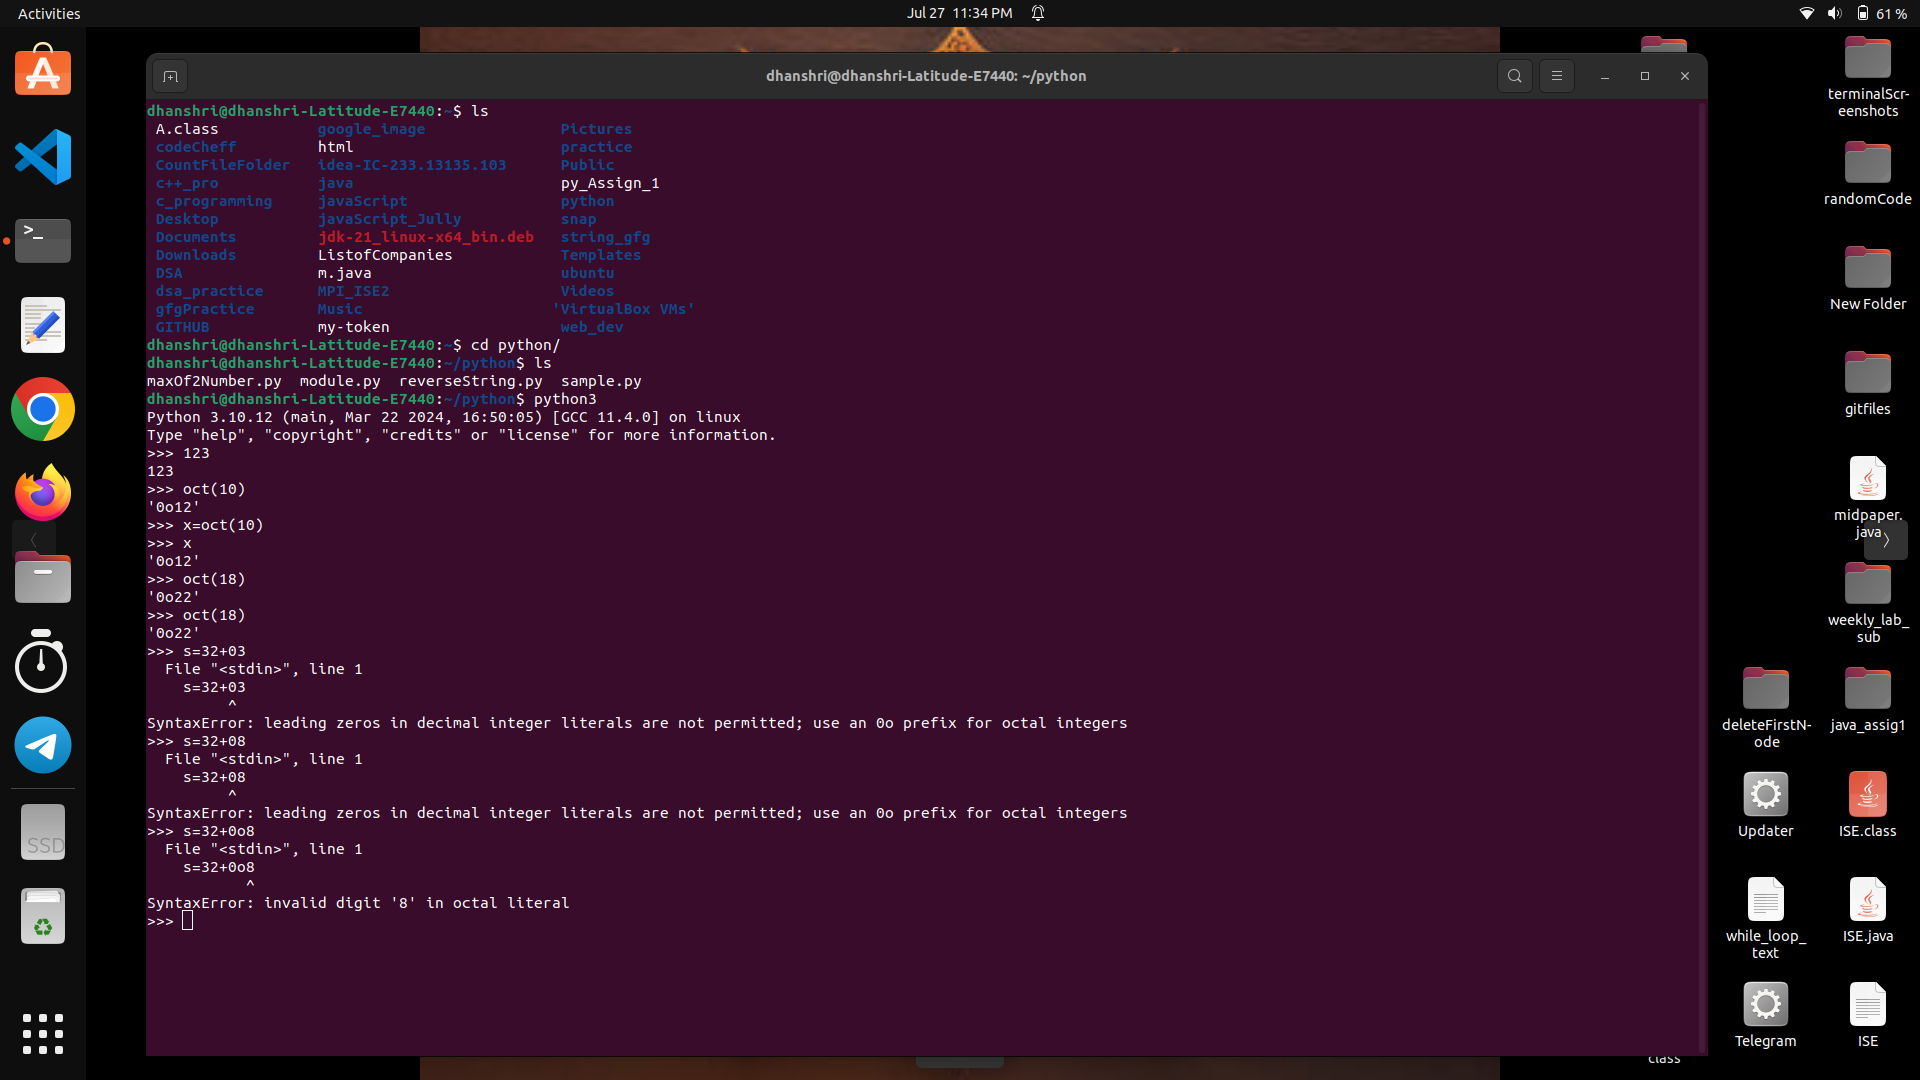 Activities
Jul 27 11:34 PM
61 %
dhanshri@dhanshri-Latitude-E7440: ~/python
dhanshri@dhanshri-Latitude-E7440:~$ ls
A.class google_image Pictures
codeCheff html practice
CountFileFolder idea-IC-233.13135.103 Public
c++_pro java py_Assign_1
c_programming javaScript python
Desktop javaScript_Jully snap
Documents jdk-21_linux-x64_bin.deb string_gfg
Downloads ListofCompanies Templates
DSA m.java ubuntu
dsa_practice MPI_ISE2 Videos
gfgPractice Music 'VirtualBox VMs'
GITHUB my-token web_dev
dhanshri@dhanshri-Latitude-E7440:~$ cd python/
dhanshri@dhanshri-Latitude-E7440:~/python$ ls
maxOf2Number.py module.py reverseString.py sample.py
dhanshri@dhanshri-Latitude-E7440:~/python$ python3
Python 3.10.12 (main, Mar 22 2024, 16:50:05) [GCC 11.4.0] on linux
Type "help", "copyright", "credits" or "license" for more information.
>>> 123
123
>>> oct(10)
'0o12'
>>> x=oct(10)
>>> x
'0o12'
>>> oct(18)
'0o22'
>>> oct(18)
'0o22'
>>> s=32+03
File "<stdin>", line 1
s=32+03
^
SyntaxError: leading zeros in decimal integer literals are not permitted; use an 0o prefix for octal integers
>>> s=32+08
File "<stdin>", line 1
s=32+08
^
SyntaxError: leading zeros in decimal integer literals are not permitted; use an 0o prefix for octal integers
>>> s=32+0o8
File "<stdin>", line 1
s=32+0o8
^
SyntaxError: invalid digit '8' in octal literal
>>>
SSD
terminalScr-
eenshots
randomCode
New Folder
gitfiles
midpaper.
java
weekly_lab_
sub
deleteFirstN-
ode
java_assig1
Updater
ISE.class
while_loop_
text
ISE.java
Telegram
ISE
class